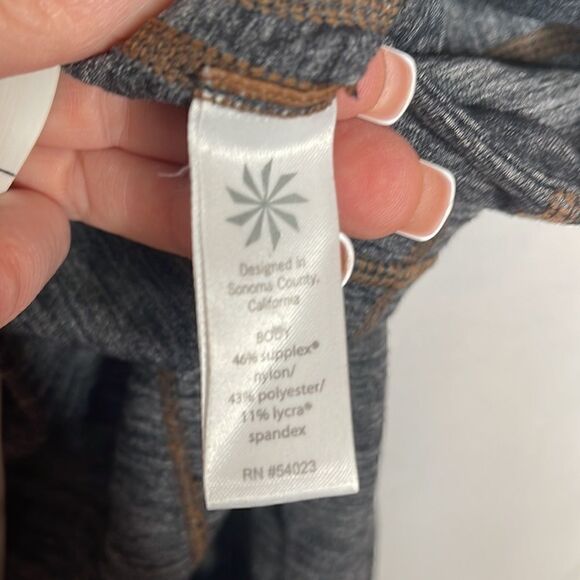 Designed in
Sonoma County,
California
BODY
46% supplex®
nylon/
43% polyester/
11% lycra®
spandex
RN #54023